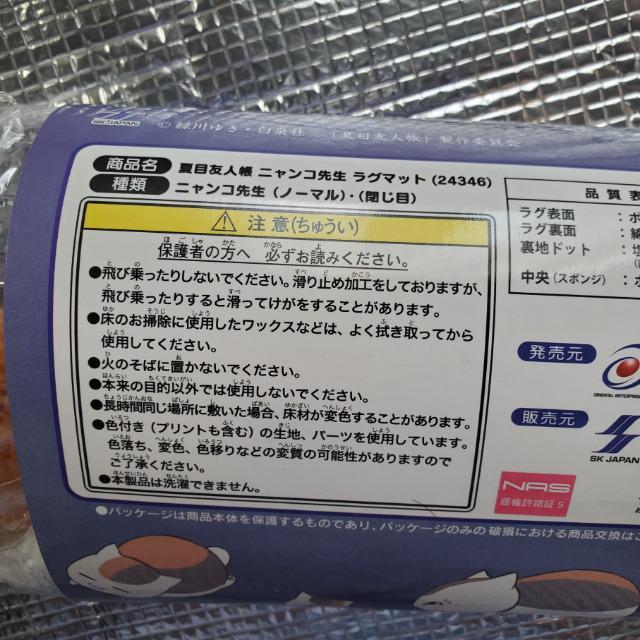 SK JAPAN ©緑川ゆき・白泉社 「夏目友人帳」製作委員会
商品名 夏目友人帳 ニャンコ先生 ラグマット (24346)
種類 ニャンコ先生（ノーマル）・（閉じ目）
注意（ちゅうい）
保護者の方へ 必ずお読みください。
●飛び乗ったりしないでください。滑り止め加工をしておりますが、
飛び乗ったりすると滑ってけがをすることがあります。
●床のお掃除に使用したワックスなどは、よく拭き取ってから
使用してください。
●火のそばに置かないでください。
●本来の目的以外では使用しないでください。
●長時間同じ場所に敷いた場合、床材が変色することがあります。
●色付き（プリントも含む）の生地、パーツを使用しています。
色落ち、変色、色移りなどの変質の可能性がありますので
ご了承ください。
●本製品は洗濯できません。
品質表
ラグ表面 :
ラグ裏面 : 綿
裏地ドット : 塩
中央（スポンジ） :
発売元
ORIENTAL ENTERPRISE
販売元
SK JAPAN
NAS
版権許諾証 5
●パッケージは商品本体を保護するものであり、パッケージのみの破損における商品交換はご